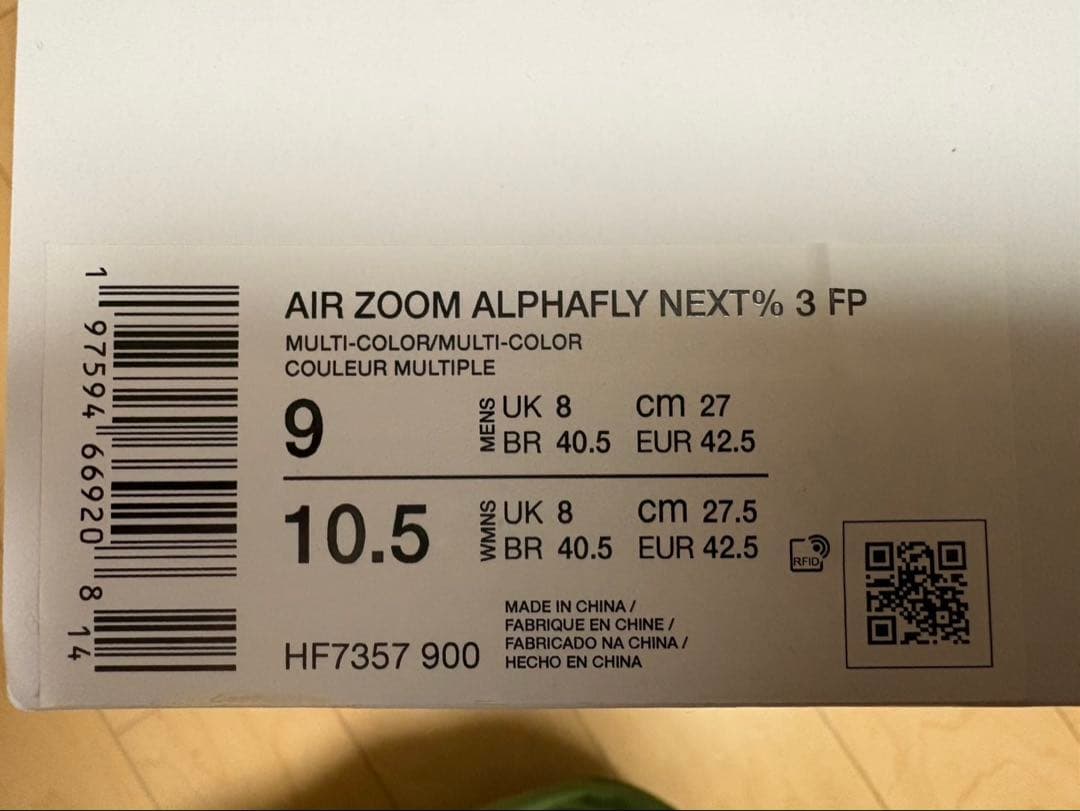 AIR ZOOM ALPHAFLY NEXT% 3 FP
MULTI-COLOR/MULTI-COLOR
COULEUR MULTIPLE
9
MENS
UK 8 cm 27
BR 40.5 EUR 42.5
10.5
WMNS
UK 8 cm 27.5
BR 40.5 EUR 42.5
RFID
MADE IN CHINA /
FABRIQUE EN CHINE /
FABRICADO NA CHINA /
HECHO EN CHINA
HF7357 900
1 97594 66920 8 14